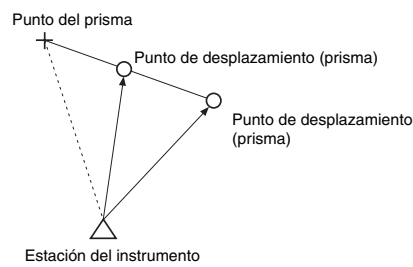 Punto del prisma
Punto de desplazamiento (prisma)
Punto de desplazamiento
(prisma)
Estación del instrumento